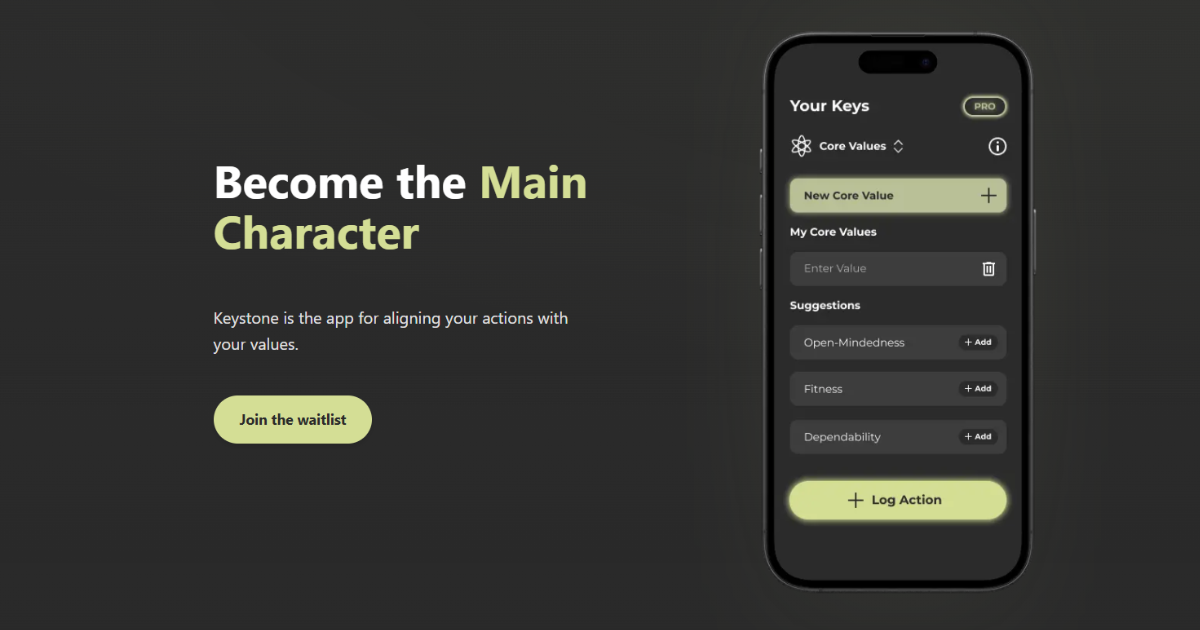 Become the Main
Character
Keystone is the app for aligning your actions with
your values.
Join the waitlist
Your Keys
PRO
Core Values
New Core Value
My Core Values
Enter Value
Suggestions
Open-Mindedness
+ Add
Fitness
+ Add
Dependability
+ Add
+ Log Action